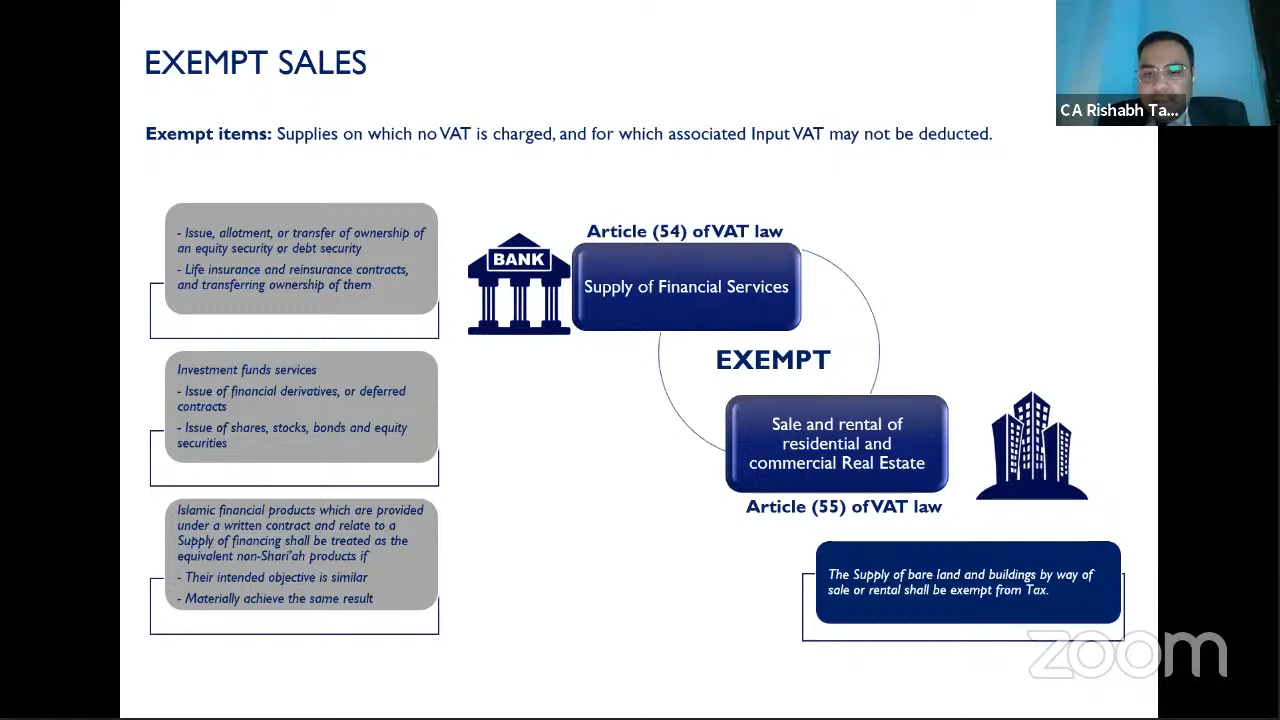 EXEMPT SALES
CA Rishabh Ta...
Exempt items: Supplies on which no VAT is charged, and for which associated Input VAT may not be deducted.
- Issue, allotment, or transfer of ownership of
an equity security or debt security
- Life insurance and reinsurance contracts,
and transferring ownership of them
Investment funds services
- Issue of financial derivatives, or deferred
contracts
- Issue of shares, stocks, bonds and equity
securities
Islamic financial products which are provided
under a written contract and relate to a
Supply of financing shall be treated as the
equivalent non-Shari'ah products if
- Their intended objective is similar
- Materially achieve the same result
BANK
Article (54) of VAT law
Supply of Financial Services
EXEMPT
Sale and rental of
residential and
commercial Real Estate
Article (55) of VAT law
The Supply of bare land and buildings by way of
sale or rental shall be exempt from Tax.
zoom